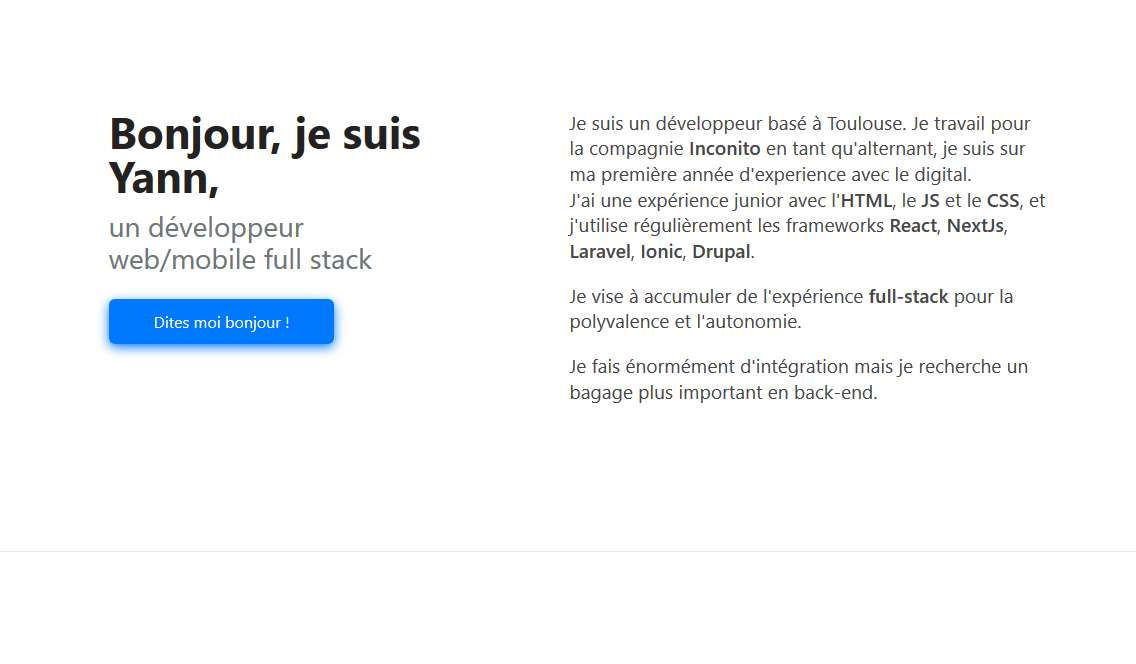 Bonjour, je suis
Yann,
un développeur
web/mobile full stack
Dites moi bonjour !
Je suis un développeur basé à Toulouse. Je travail pour
la compagnie Inconito en tant qu'alternant, je suis sur
ma première année d'experience avec le digital.
J'ai une expérience junior avec l'HTML, le JS et le CSS, et
j'utilise régulièrement les frameworks React, NextJs,
Laravel, Ionic, Drupal.
Je vise à accumuler de l'expérience full-stack pour la
polyvalence et l'autonomie.
Je fais énormément d'intégration mais je recherche un
bagage plus important en back-end.